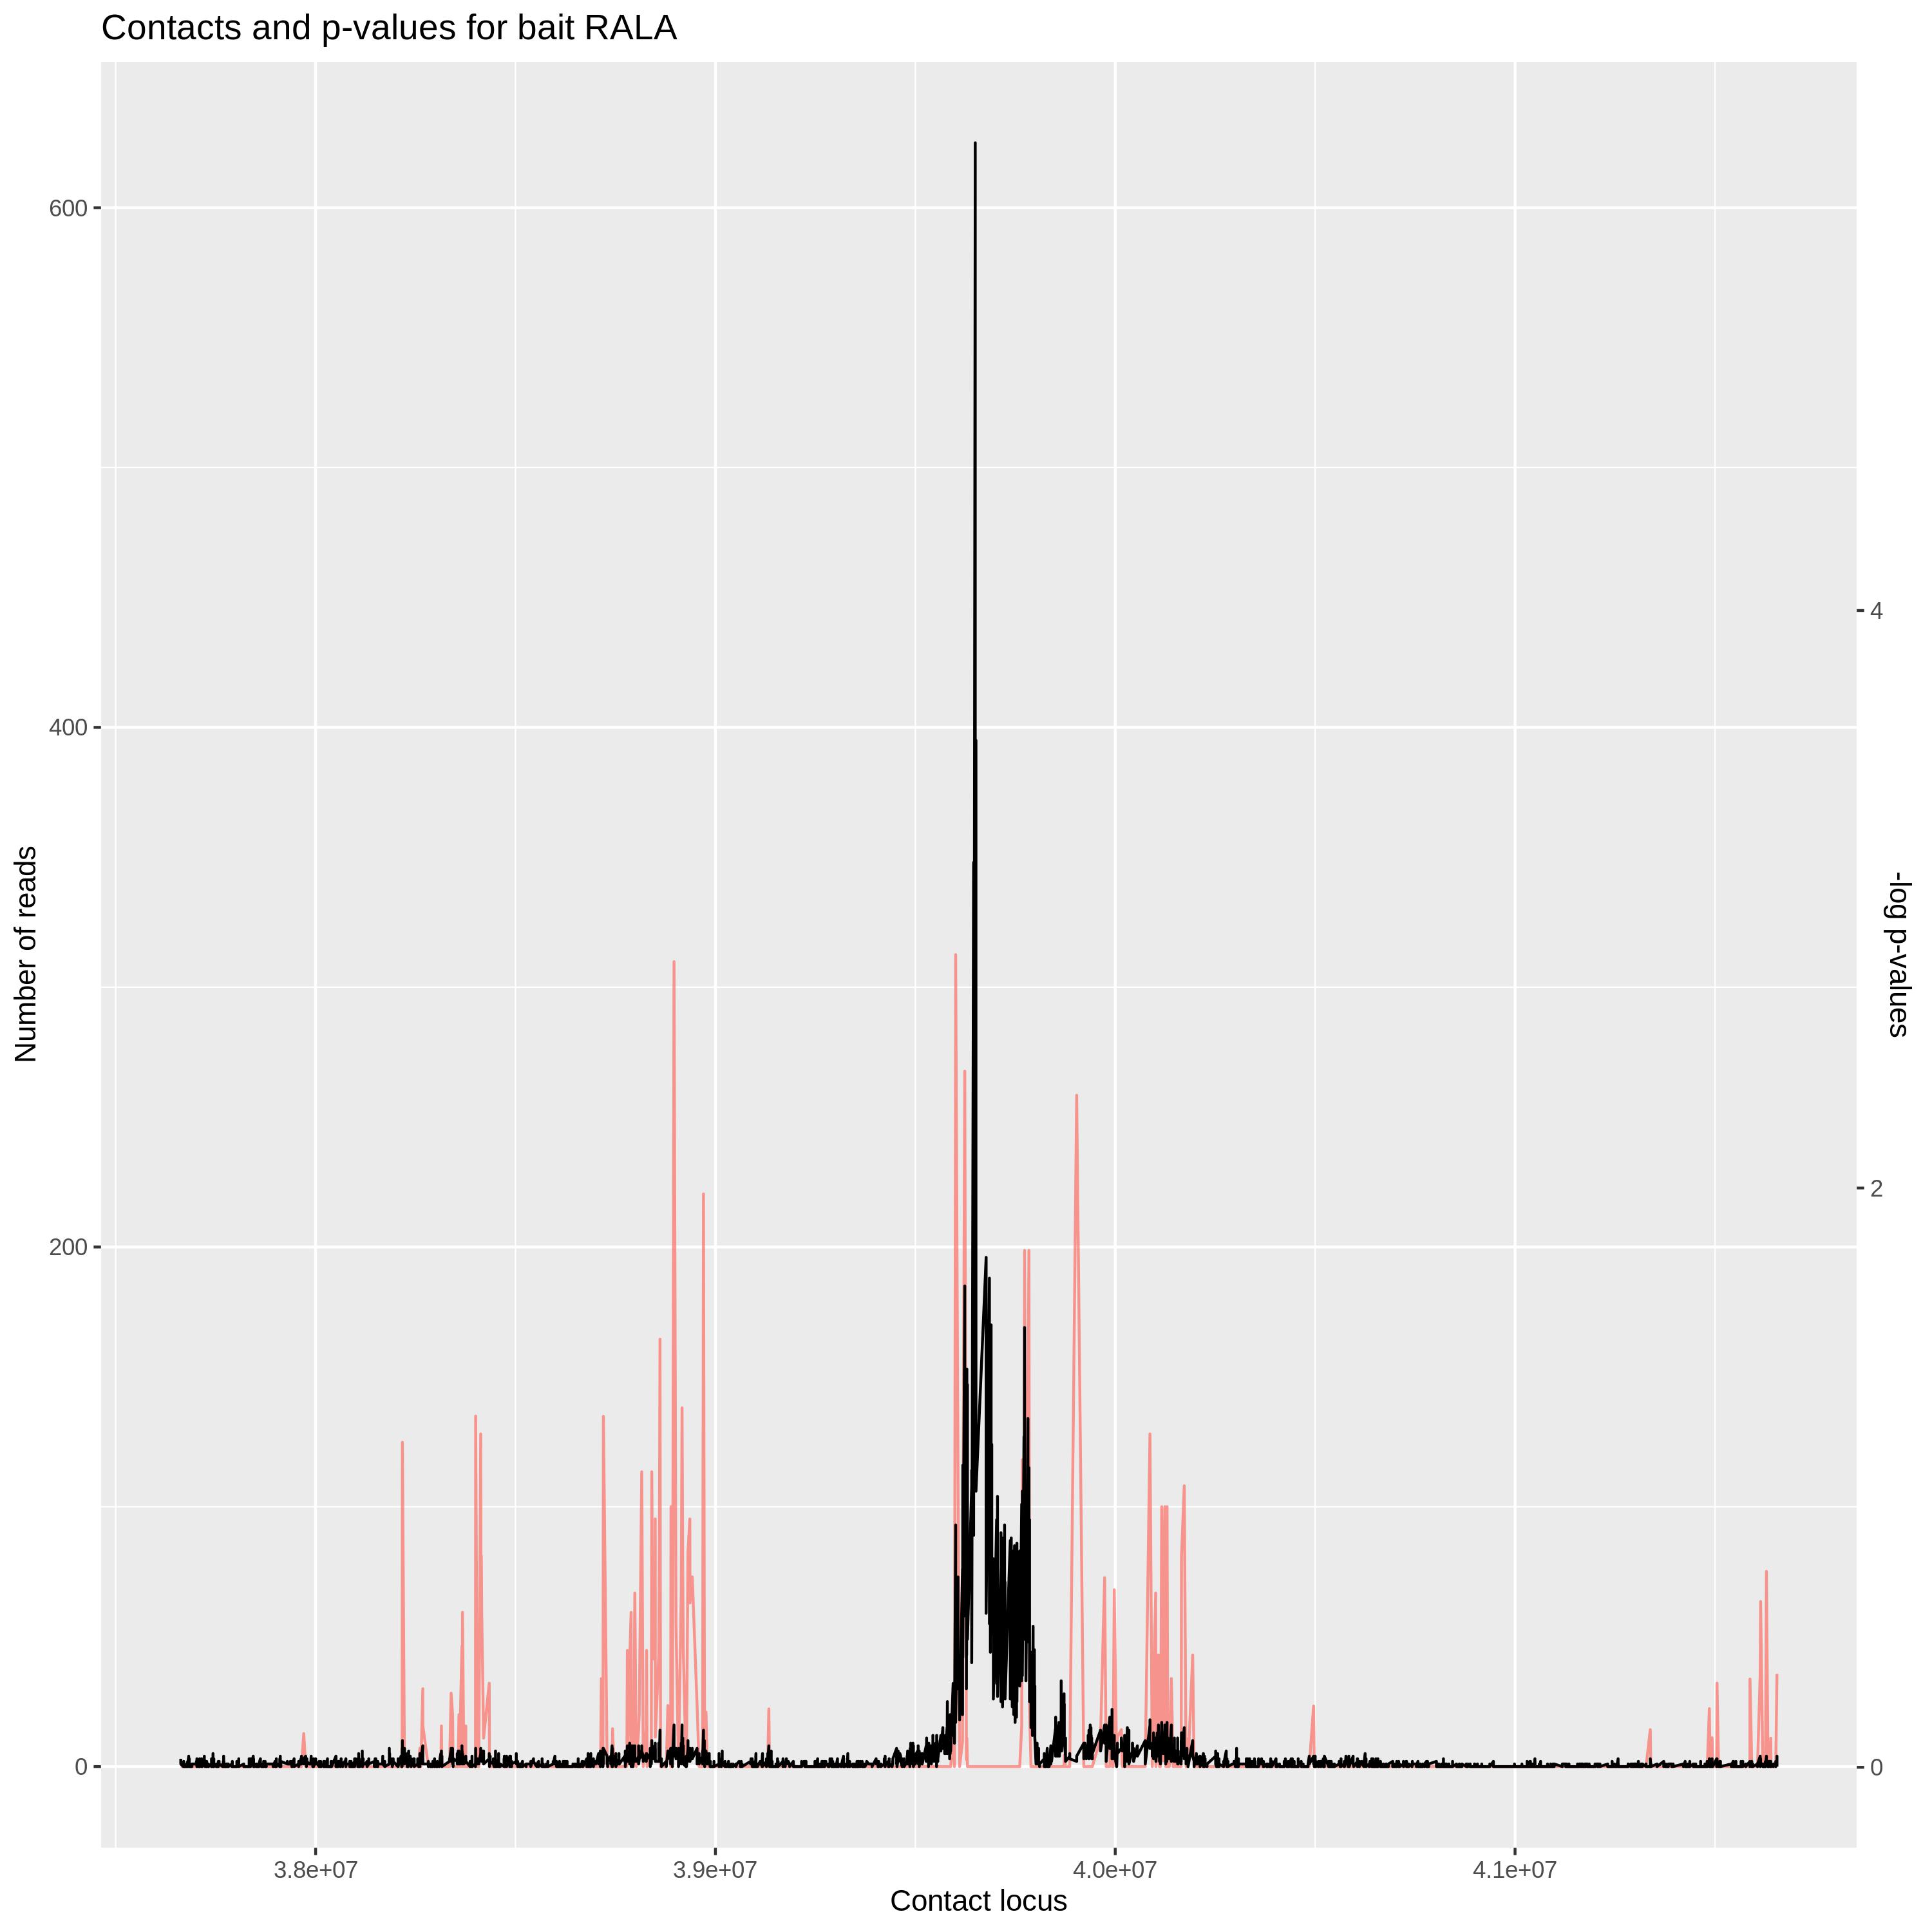 Contacts and p-values for bait RALA
600
400
200
0
Number of reads
4
2
0
-log p-values
3.8e+07
3.9e+07
4.0e+07
4.1e+07
Contact locus